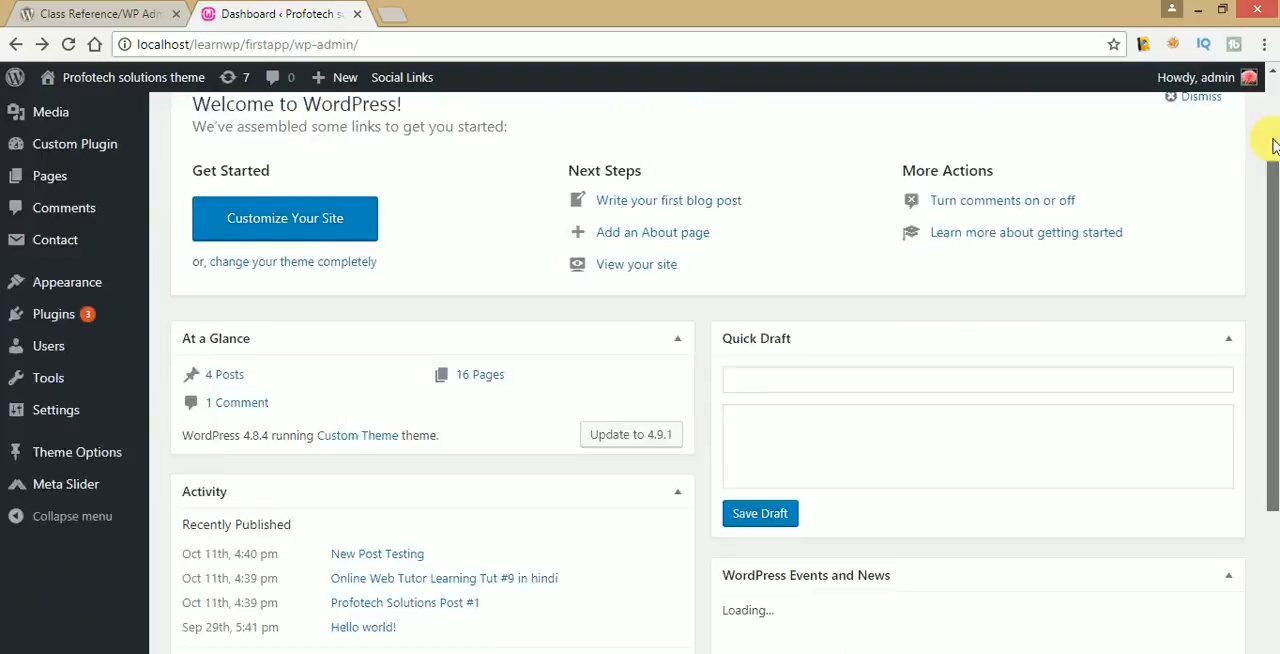 Class Reference/WP Adm
Dashboard ‹ Profotech so
localhost/learnwp/firstapp/wp-admin/
IQ
Profotech solutions theme
7
0
New
Social Links
Howdy, admin
Media
Custom Plugin
Pages
Comments
Contact
Appearance
Plugins 3
Users
Tools
Settings
Theme Options
Meta Slider
Collapse menu
Welcome to WordPress!
Dismiss
We've assembled some links to get you started:
Get Started
Customize Your Site
or, change your theme completely
Next Steps
Write your first blog post
Add an About page
View your site
More Actions
Turn comments on or off
Learn more about getting started
At a Glance
4 Posts
16 Pages
1 Comment
WordPress 4.8.4 running Custom Theme theme.
Update to 4.9.1
Activity
Recently Published
Oct 11th, 4:40 pm New Post Testing
Oct 11th, 4:39 pm Online Web Tutor Learning Tut #9 in hindi
Oct 11th, 4:39 pm Profotech Solutions Post #1
Sep 29th, 5:41 pm Hello world!
Quick Draft
Save Draft
WordPress Events and News
Loading...